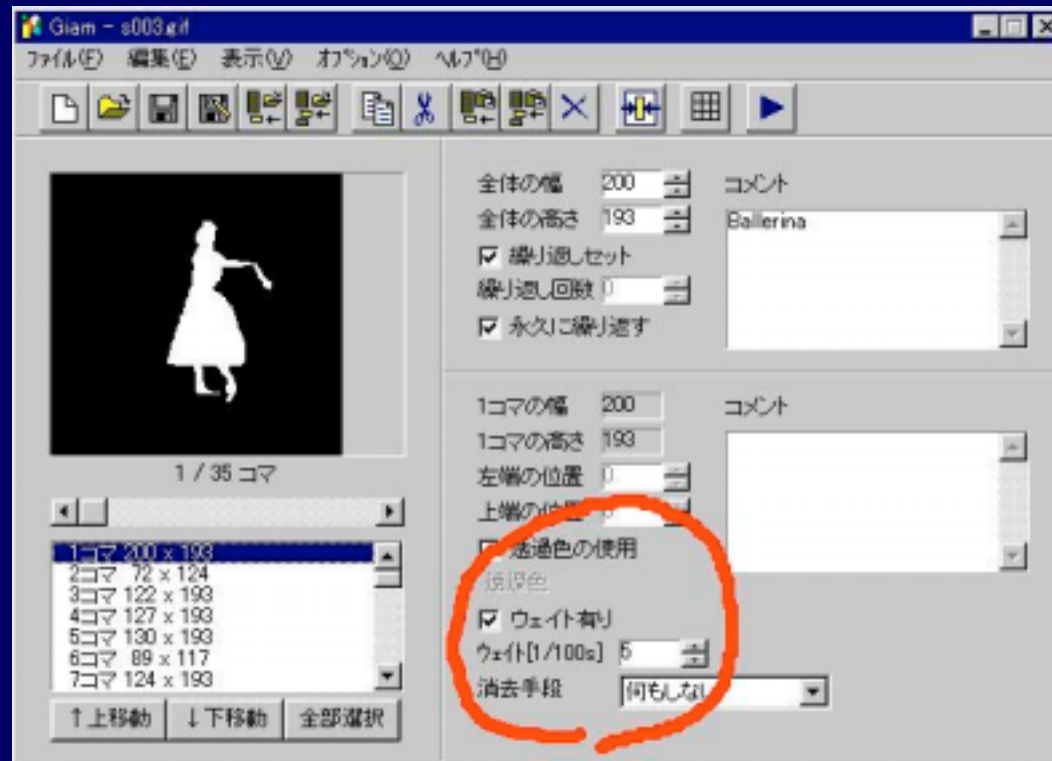 Giam - s003.gif
ファイル(F) 編集(E) 表示(V) オプション(O) ヘルプ(H)
全体の幅 200
全体の高さ 193
繰り返しセット
繰り返し回数 0
永久に繰り返す
コメント
Ballerina
1 / 35 コマ
1コマ 200 x 193
2コマ 72 x 124
3コマ 122 x 193
4コマ 127 x 193
5コマ 130 x 193
6コマ 89 x 117
7コマ 124 x 193
↑上移動 ↓下移動 全部選択
1コマの幅 200
1コマの高さ 193
左端の位置 0
上端の位置
透過色の使用
透過色
ウェイト有り
ウェイト[1/100s] 5
消去手段 何もしない
コメント